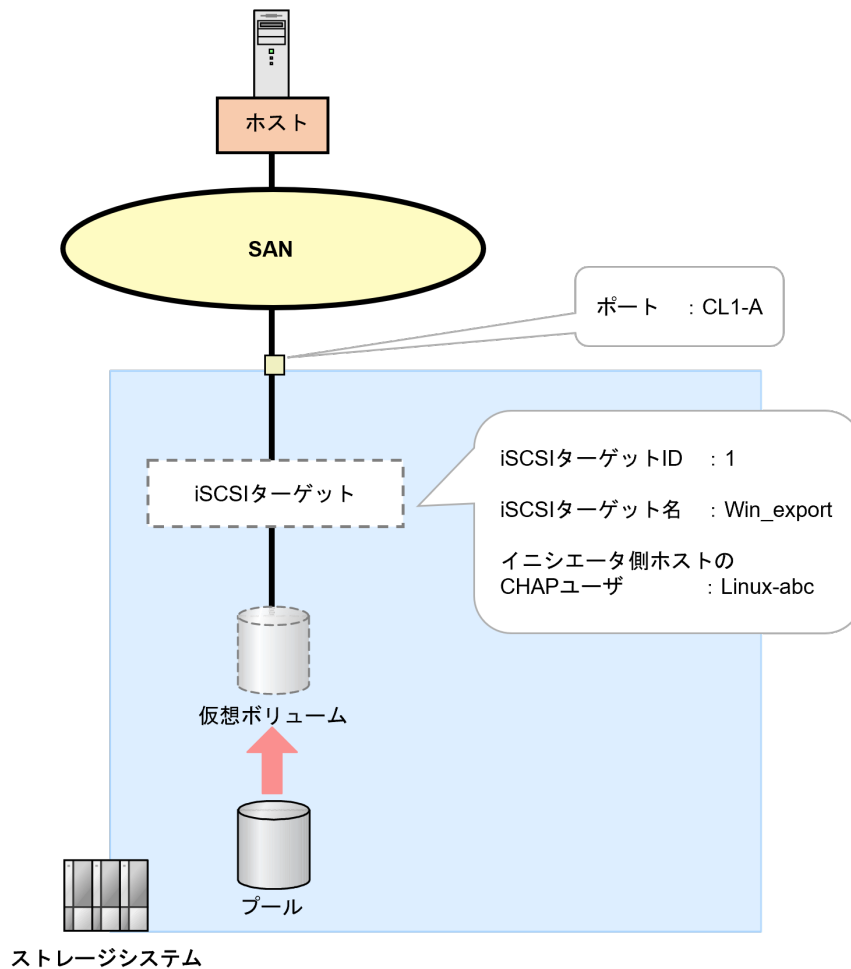 ホスト
SAN
ポート : CL1-A
iSCSIターゲットID : 1
iSCSIターゲット
iSCSIターゲット名 : Win_export
イニシエータ側ホストの
CHAPユーザ : Linux-abc
仮想ボリューム
プール
ストレージシステム